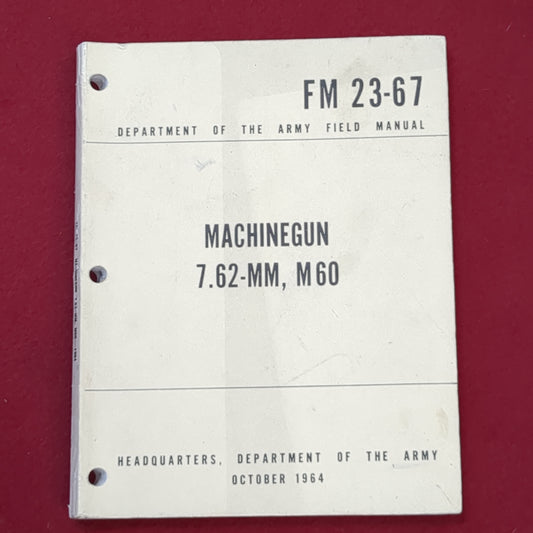 FM 23-67
DEPARTMENT OF THE ARMY FIELD MANUAL
MACHINEGUN
7.62-MM, M60
HEADQUARTERS, DEPARTMENT OF THE ARMY
OCTOBER 1964